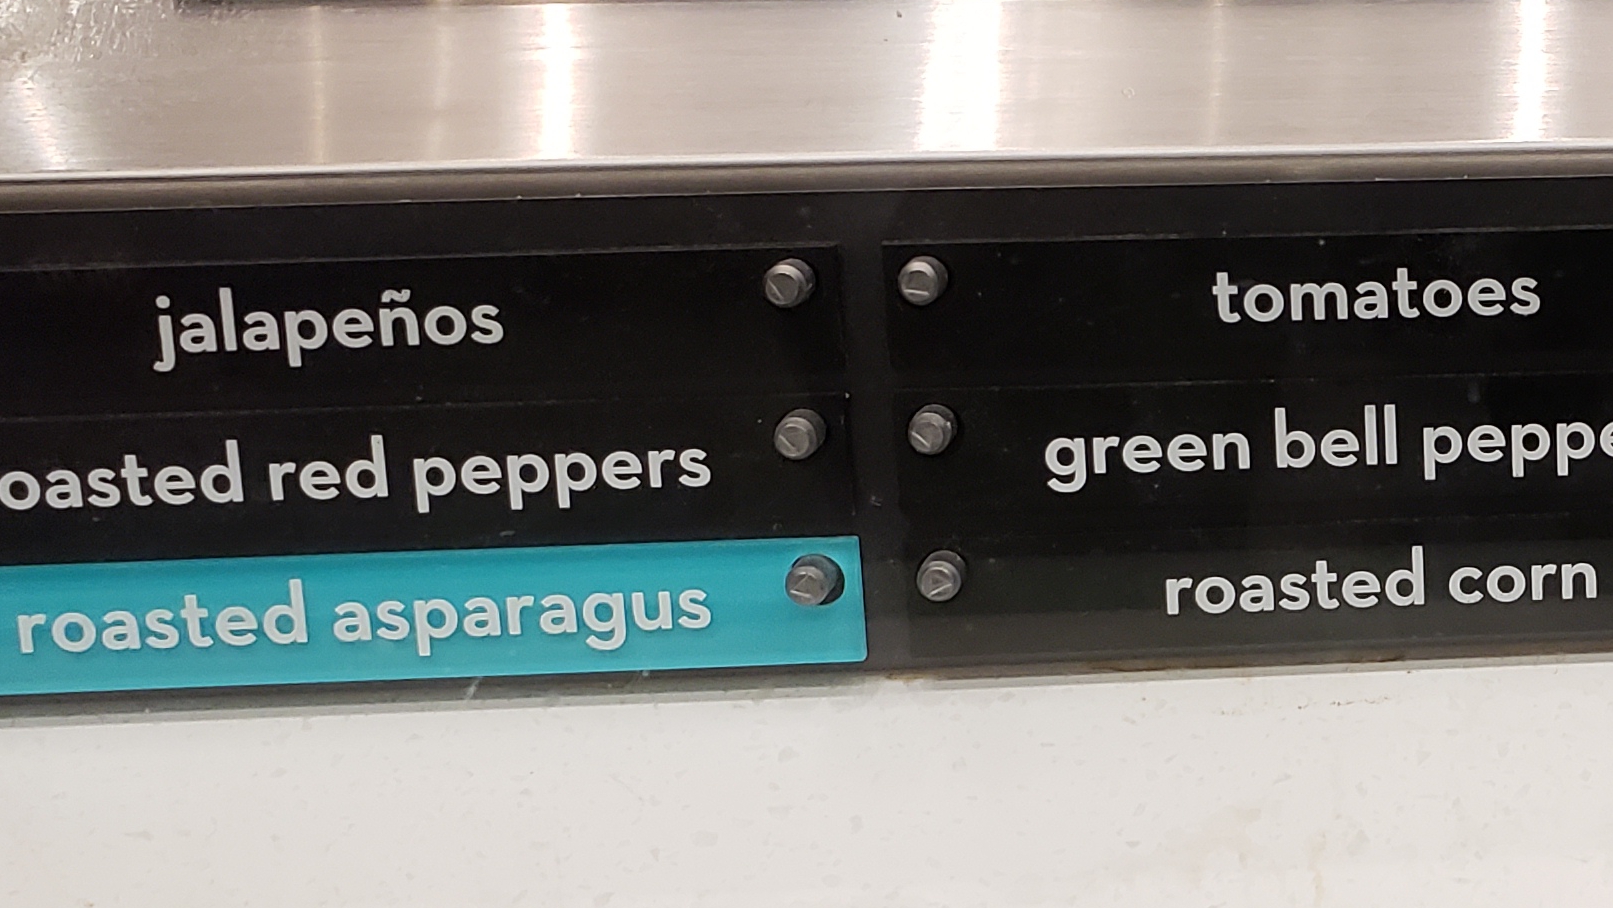 jalapeños
oasted red peppers
roasted asparagus
tomatoes
green bell peppe
roasted corn